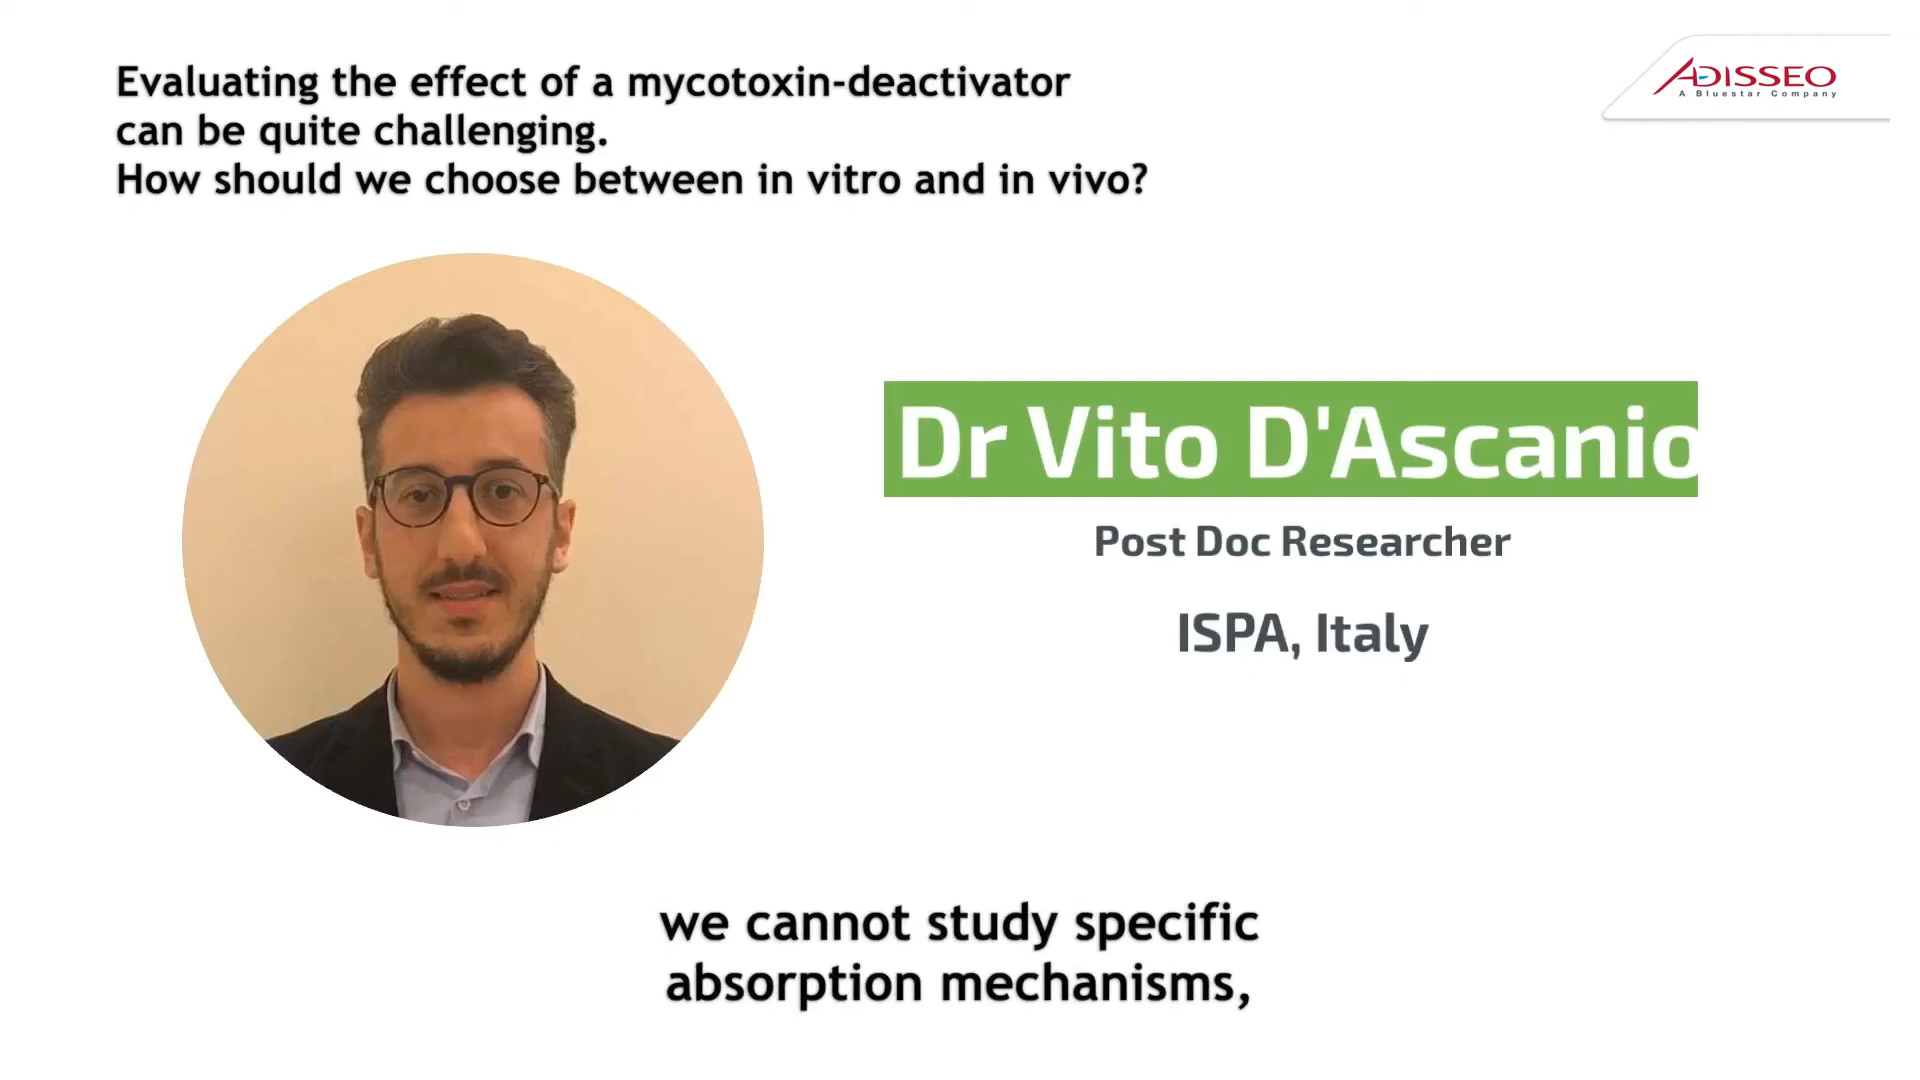 Evaluating the effect of a mycotoxin-deactivator
can be quite challenging.
How should we choose between in vitro and in vivo?
ADISSEO
A Bluestar Company
Dr Vito D'Ascanio
Post Doc Researcher
ISPA, Italy
we cannot study specific
absorption mechanisms,